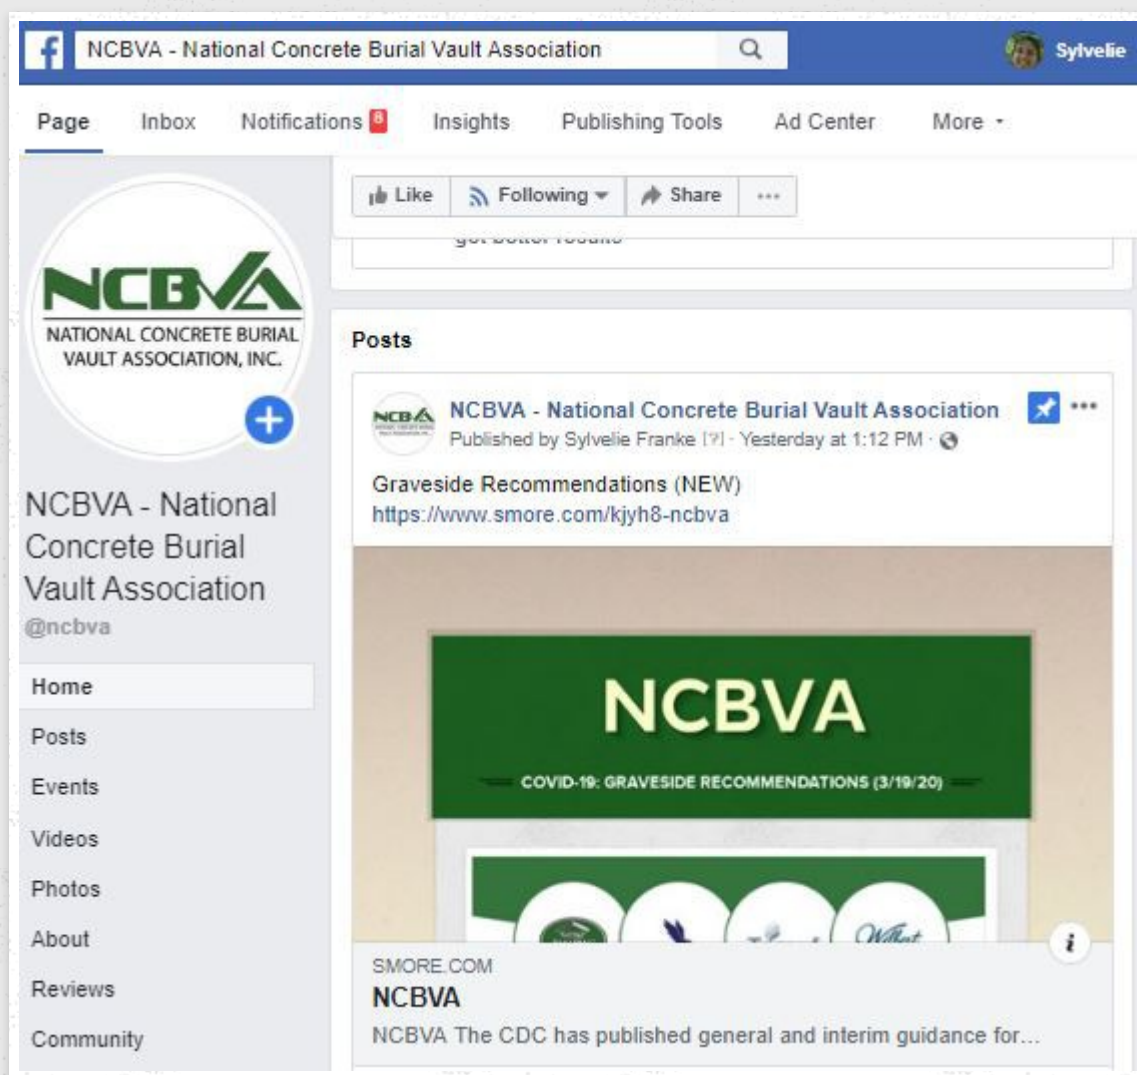 NCBVA - National Concrete Burial Vault Association
Sylvelie
Page Inbox Notifications 8 Insights Publishing Tools Ad Center More
Like Following Share ...
got better results
NCBVA
NATIONAL CONCRETE BURIAL
VAULT ASSOCIATION, INC.
NCBVA - National
Concrete Burial
Vault Association
@ncbva
Home
Posts
Events
Videos
Photos
About
Reviews
Community
Posts
NCBVA
NCBVA - National Concrete Burial Vault Association
Published by Sylvelie Franke [?] · Yesterday at 1:12 PM ·
Graveside Recommendations (NEW)
https://www.smore.com/kjyh8-ncbva
NCBVA
COVID-19: GRAVESIDE RECOMMENDATIONS (3/19/20)
i
SMORE.COM
NCBVA
NCBVA The CDC has published general and interim guidance for...